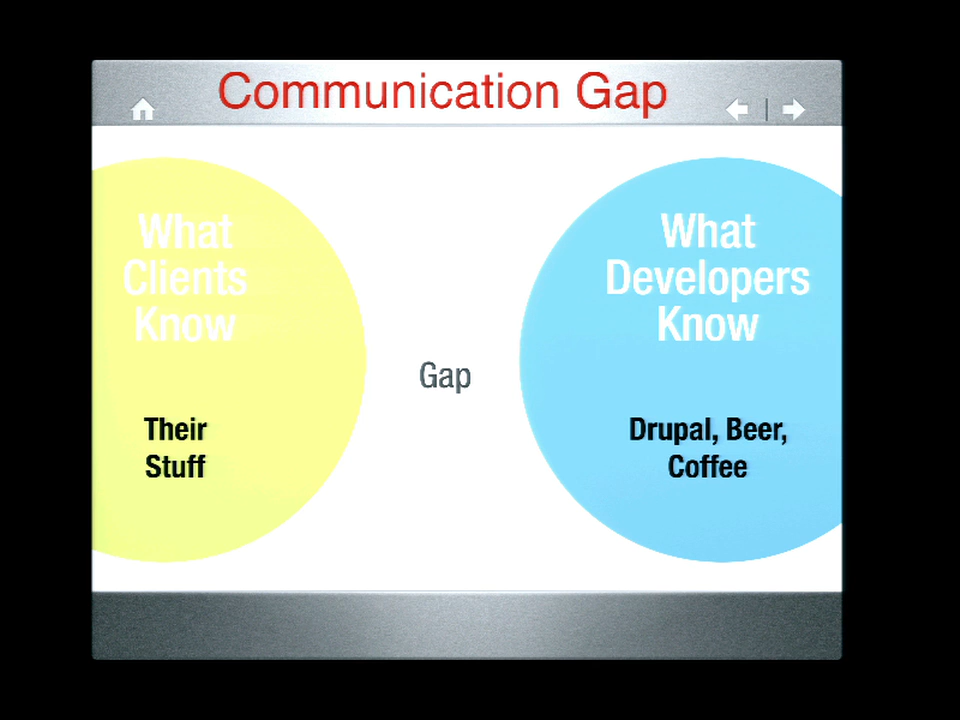 Communication Gap
What
Clients
Know
Their
Stuff
Gap
What
Developers
Know
Drupal, Beer,
Coffee